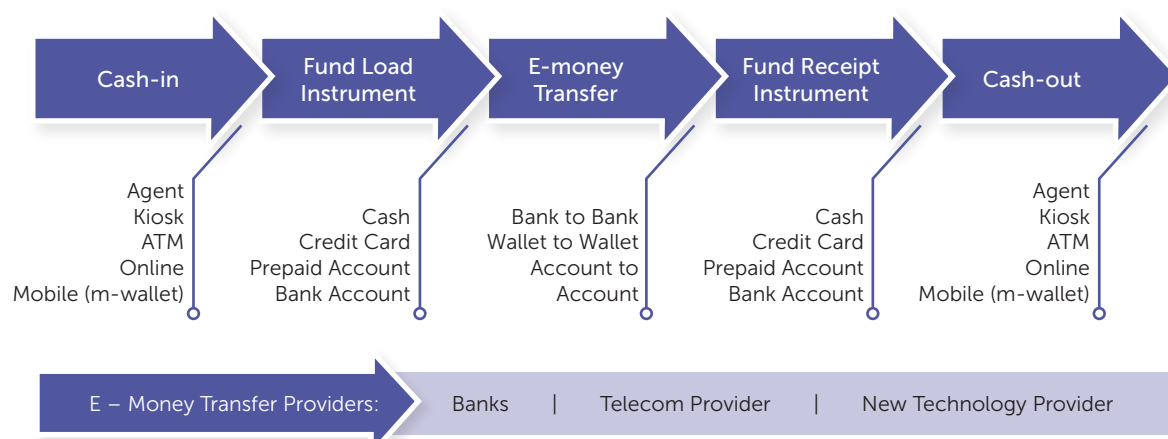 Cash-in
Fund Load
Instrument
E-money
Transfer
Fund Receipt
Instrument
Cash-out
Agent
Kiosk
ATM
Online
Mobile (m-wallet)
Cash
Credit Card
Prepaid Account
Bank Account
Bank to Bank
Wallet to Wallet
Account to
Account
Cash
Credit Card
Prepaid Account
Bank Account
Agent
Kiosk
ATM
Online
Mobile (m-wallet)
E – Money Transfer Providers: Banks | Telecom Provider | New Technology Provider